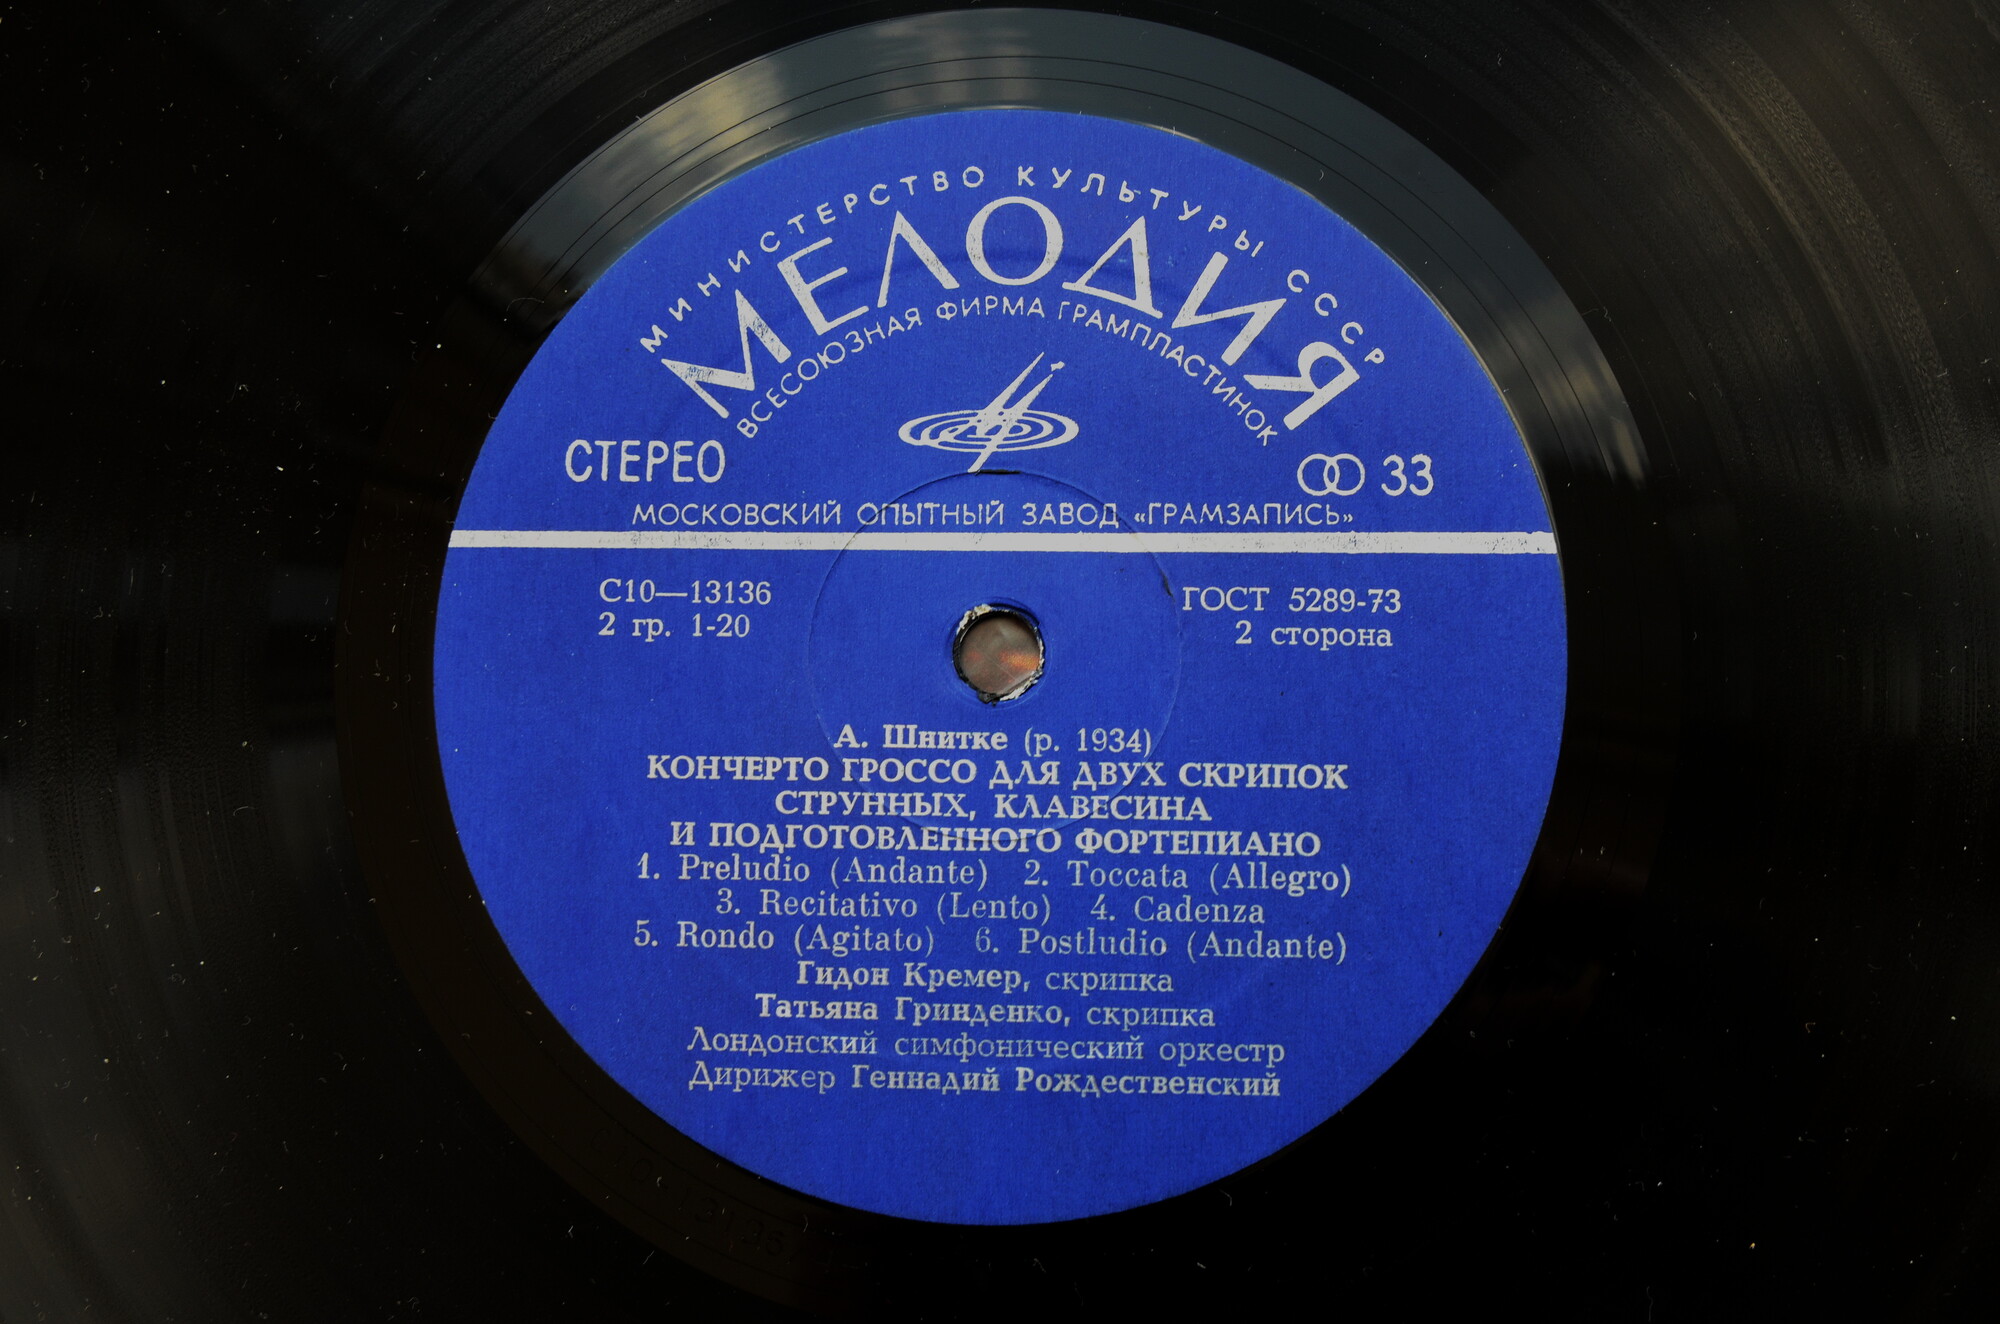 МИНИСТЕРСТВО КУЛЬТУРЫ СССР
МЕЛОДИЯ
ВСЕСОЮЗНАЯ ФИРМА ГРАМПЛАСТИНОК
СТЕРЕО
33
МОСКОВСКИЙ ОПЫТНЫЙ ЗАВОД «ГРАМЗАПИСЬ»
С10—13136
ГОСТ 5289-73
2 гр. 1-20
2 сторона
А. Шнитке (р. 1934)
КОНЧЕРТО ГРОССО ДЛЯ ДВУХ СКРИПОК
СТРУННЫХ, КЛАВЕСИНА
И ПОДГОТОВЛЕННОГО ФОРТЕПИАНО
1. Preludio (Andante) 2. Toccata (Allegro)
3. Recitativo (Lento) 4. Cadenza
5. Rondo (Agitato) 6. Postludio (Andante)
Гидон Кремер, скрипка
Татьяна Гринденко, скрипка
Лондонский симфонический оркестр
Дирижер Геннадий Рождественский